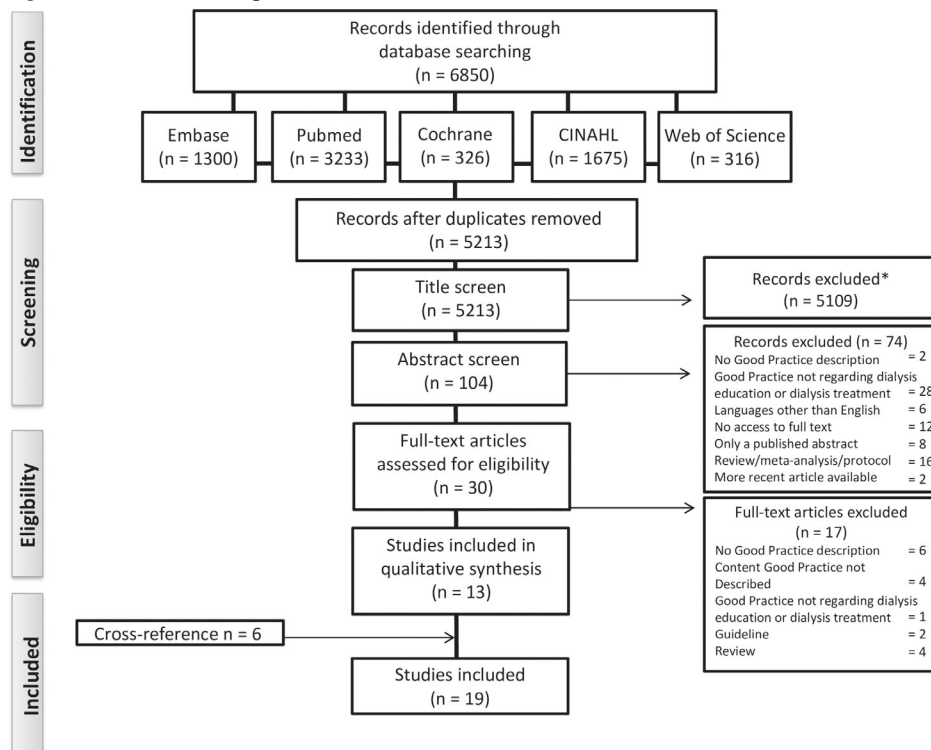 Identification
Records identified through
database searching
(n = 6850)
Embase
(n = 1300)
Pubmed
(n = 3233)
Cochrane
(n = 326)
CINAHL
(n = 1675)
Web of Science
(n = 316)
Screening
Records after duplicates removed
(n = 5213)
Title screen
(n = 5213)
Records excluded*
(n = 5109)
Abstract screen
(n = 104)
Records excluded (n = 74)
No Good Practice description = 2
Good Practice not regarding dialysis
education or dialysis treatment = 28
Languages other than English = 6
No access to full text = 12
Only a published abstract = 8
Review/meta-analysis/protocol = 16
More recent article available = 2
Eligibility
Full-text articles
assessed for eligibility
(n = 30)
Full-text articles excluded
(n = 17)
No Good Practice description = 6
Content Good Practice not
Described = 4
Good Practice not regarding dialysis
education or dialysis treatment = 1
Guideline = 2
Review = 4
Studies included in
qualitative synthesis
(n = 13)
Included
Cross-reference n = 6
Studies included
(n = 19)